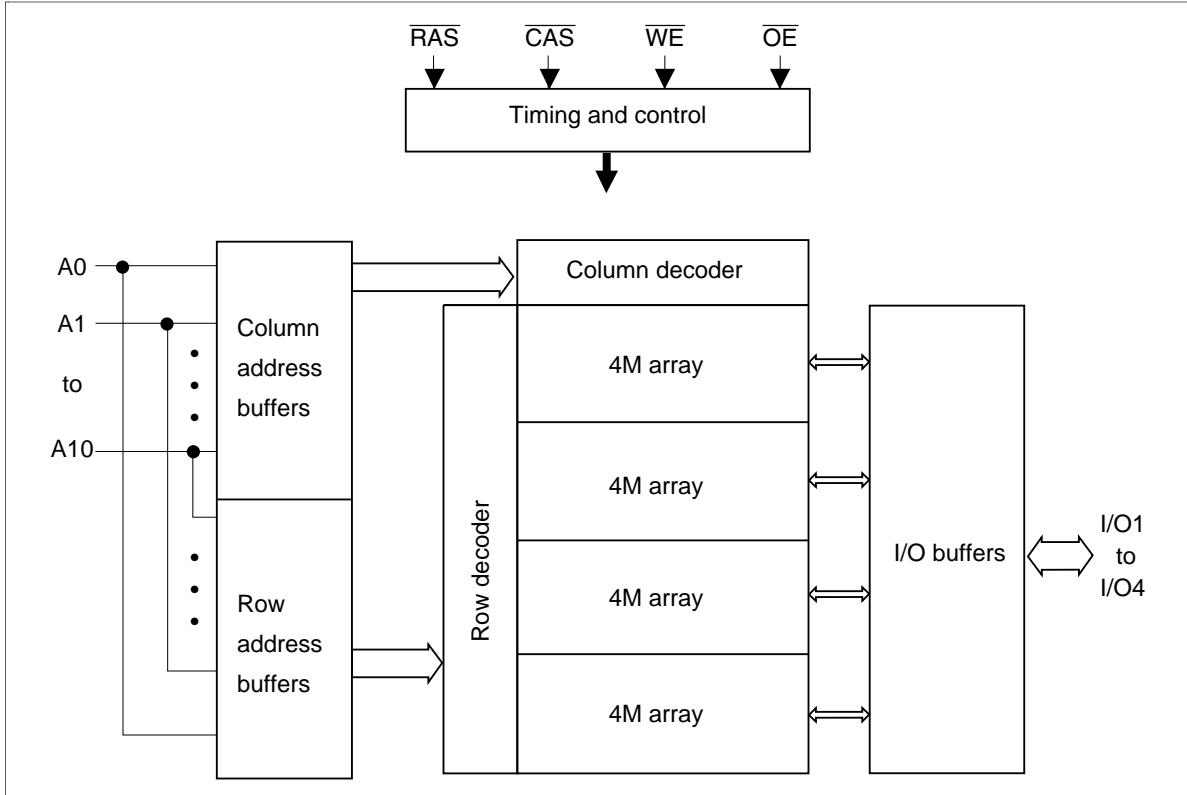 RAS CAS WE OE
Timing and control
A0
A1
to
A10
Column
address
buffers
Row
address
buffers
Column decoder
Row decoder
4M array
4M array
4M array
4M array
I/O buffers
I/O1
to
I/O4